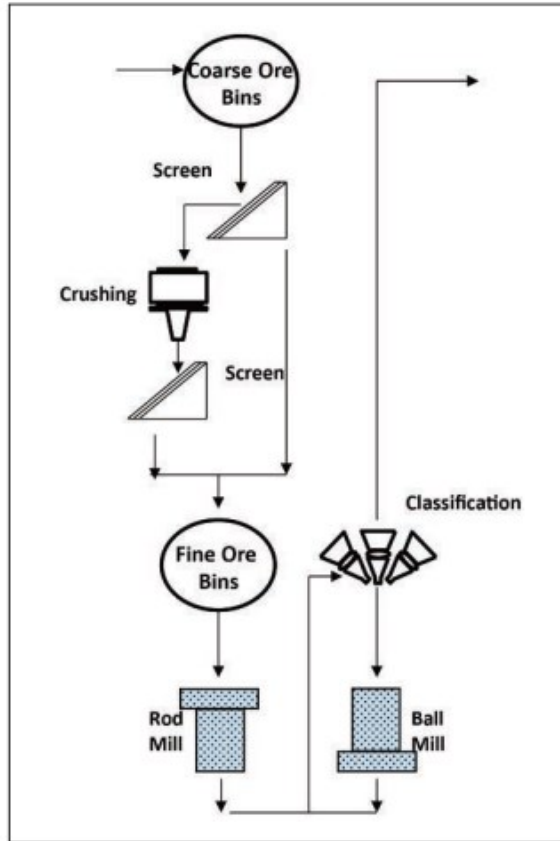 Coarse Ore
Bins
Screen
Crushing
Screen
Classification
Fine Ore
Bins
Rod
Mill
Ball
Mill